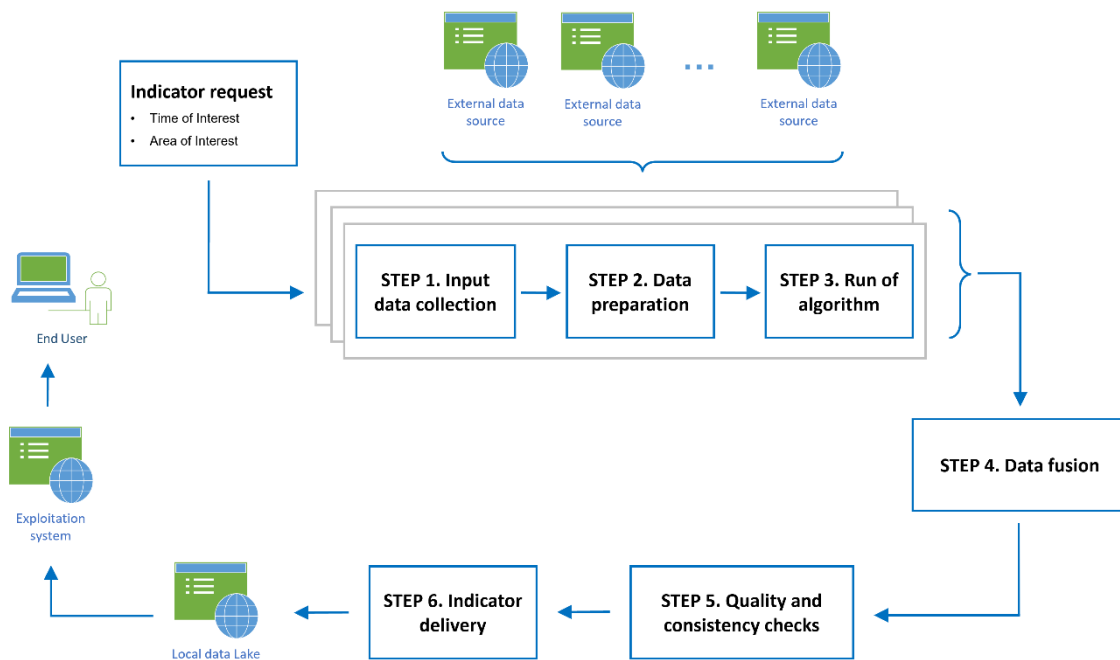 Indicator request
• Time of Interest
• Area of Interest
External data
source
External data
source
...
External data
source
STEP 1. Input
data collection
STEP 2. Data
preparation
STEP 3. Run of
algorithm
End User
STEP 4. Data fusion
Exploitation
system
STEP 5. Quality and
consistency checks
STEP 6. Indicator
delivery
Local data Lake